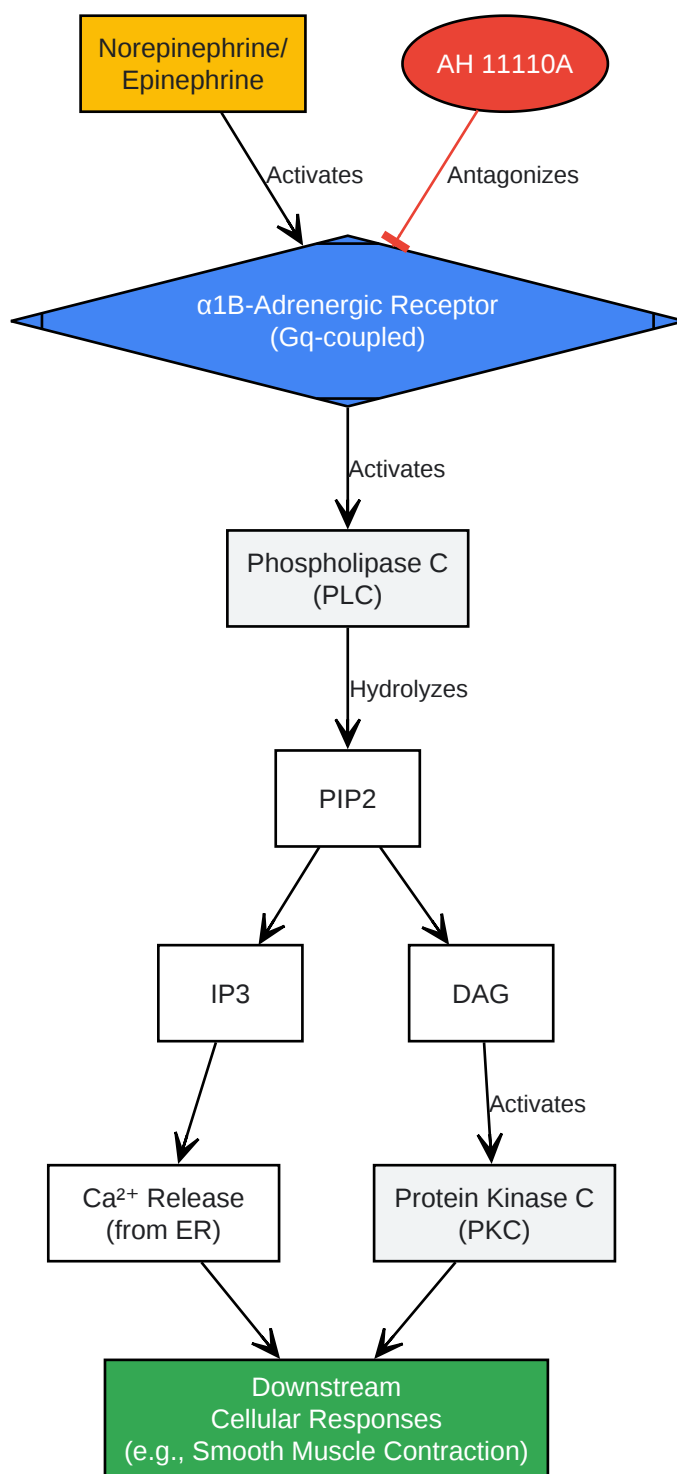 Norepinephrine/
Epinephrine
AH 11110A
Activates
Antagonizes
α1B-Adrenergic Receptor
(Gq-coupled)
Activates
Phospholipase C
(PLC)
Hydrolyzes
PIP2
IP3
DAG
Activates
Ca²⁺ Release
(from ER)
Protein Kinase C
(PKC)
Downstream
Cellular Responses
(e.g., Smooth Muscle Contraction)